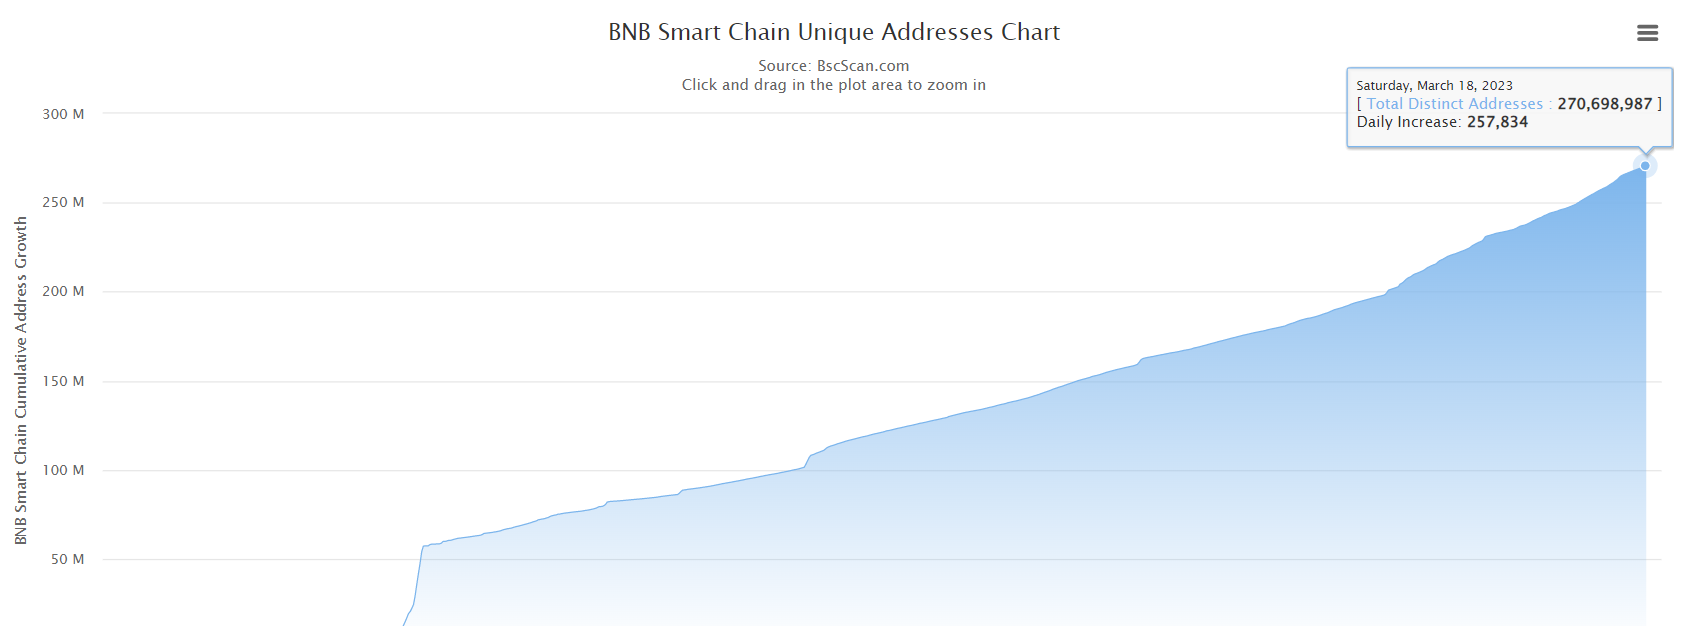 BNB Smart Chain Unique Addresses Chart
Source: BscScan.com
Click and drag in the plot area to zoom in
Saturday, March 18, 2023
[ Total Distinct Addresses : 270,698,987 ]
Daily Increase: 257,834
300 M
250 M
200 M
150 M
100 M
50 M
BNB Smart Chain Cumulative Address Growth